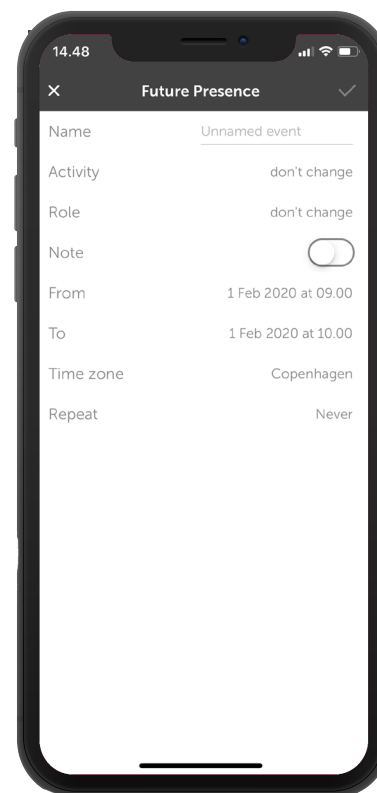 14.48
Future Presence
Name Unnamed event
Activity don't change
Role don't change
Note
From 1 Feb 2020 at 09.00
To 1 Feb 2020 at 10.00
Time zone Copenhagen
Repeat Never